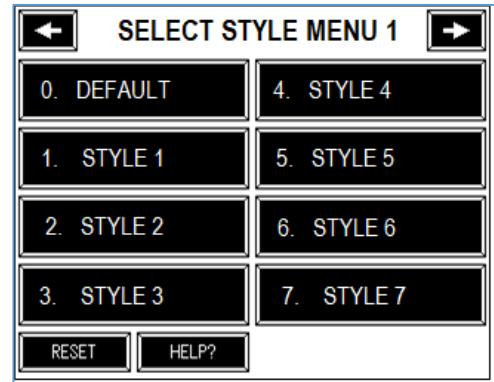 SELECT STYLE MENU 1
0. DEFAULT
4. STYLE 4
1. STYLE 1
5. STYLE 5
2. STYLE 2
6. STYLE 6
3. STYLE 3
7. STYLE 7
RESET
HELP?